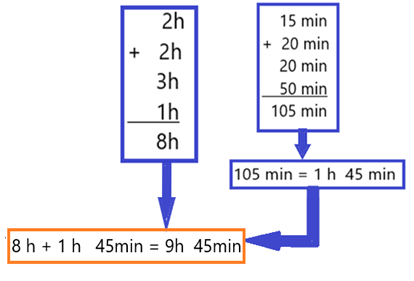 2h
+ 2h
3h
1h
8h
15 min
+ 20 min
20 min
50 min
105 min
105 min = 1 h 45 min
8 h + 1 h 45min = 9h 45min